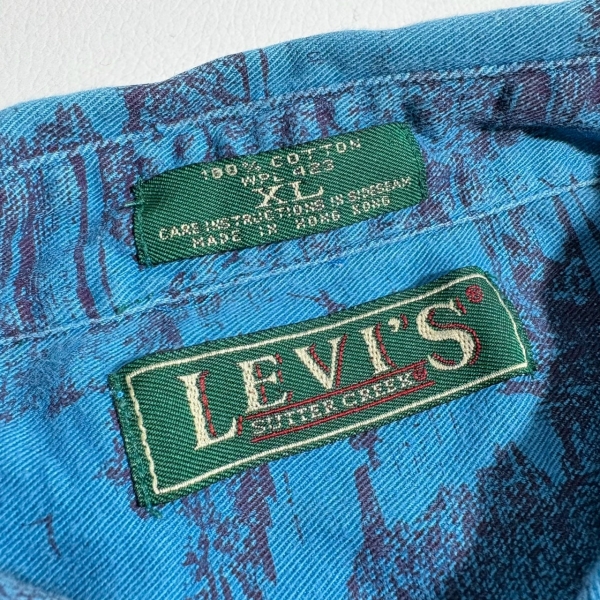 100% COTTON
WPL 423
XL
CARE INSTRUCTIONS IN SIDESEAM
MADE IN HONG KONG
LEVI'S®
SUTTER CREEK